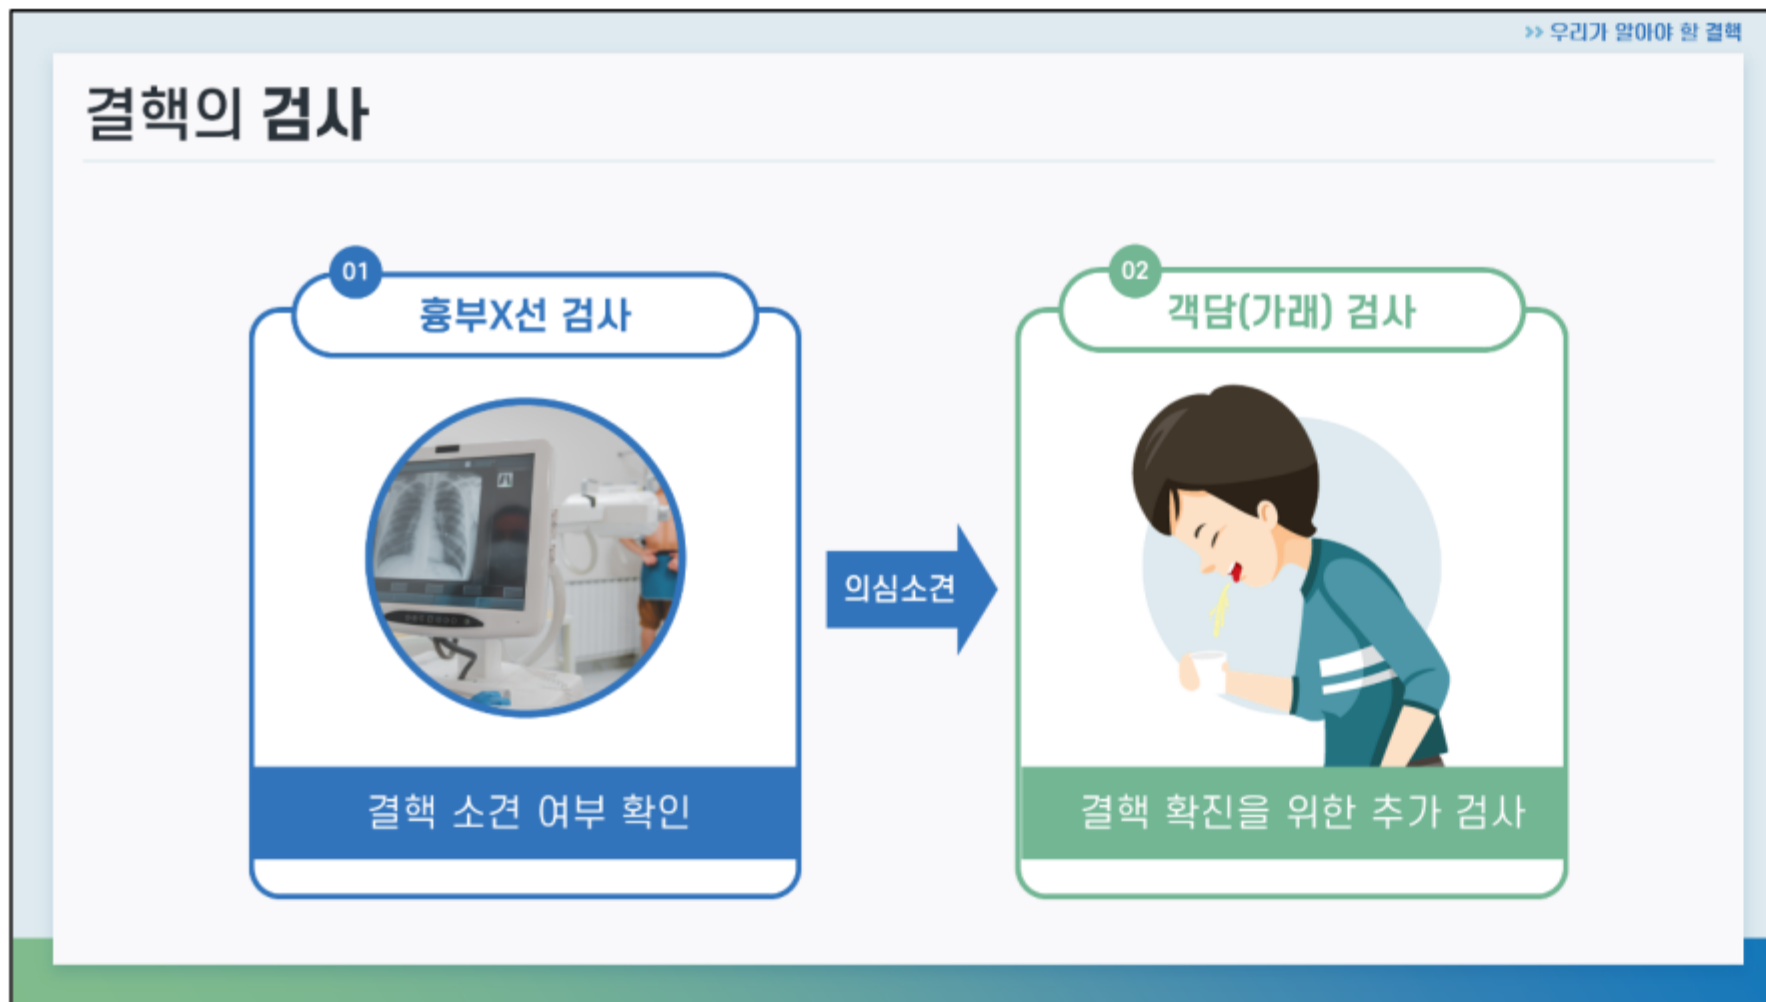 >> 우리가 알아야 할 결핵
결핵의 검사
01
흉부X선 검사
결핵 소견 여부 확인
의심소견
02
객담(가래) 검사
결핵 확진을 위한 추가 검사